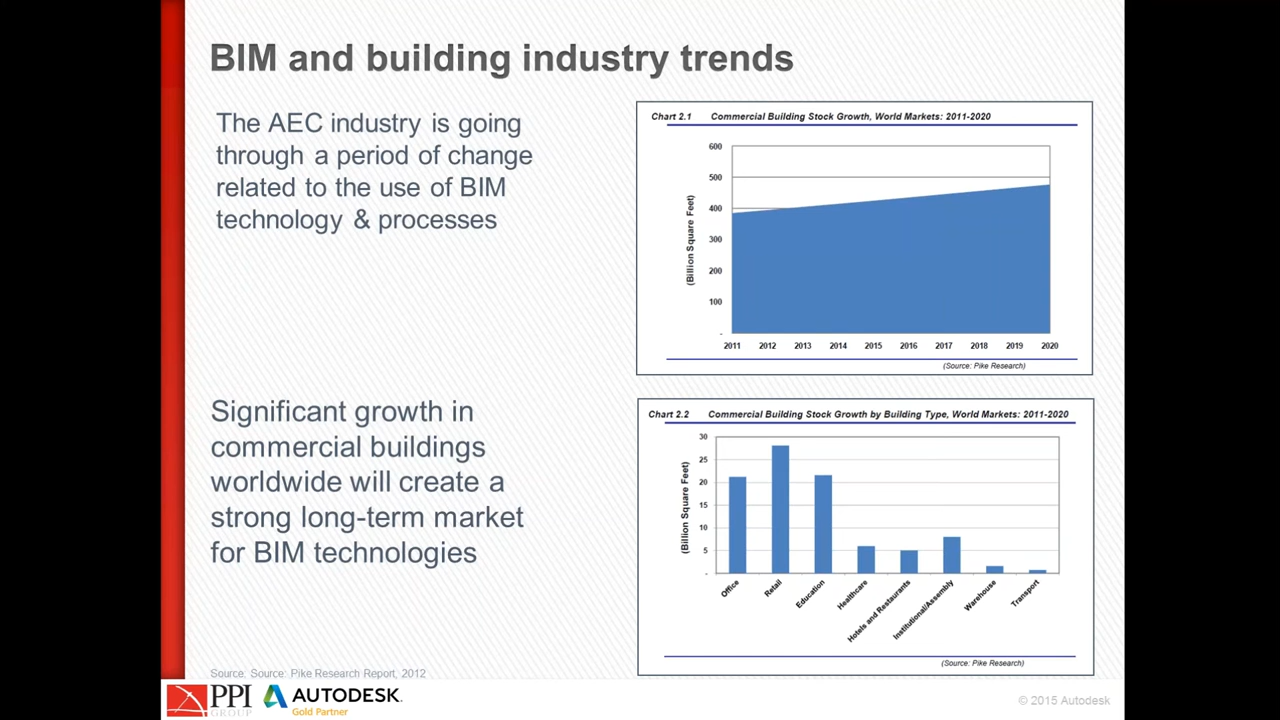 BIM and building industry trends
The AEC industry is going
through a period of change
related to the use of BIM
technology & processes
Chart 2.1 Commercial Building Stock Growth, World Markets: 2011-2020
(Billion Square Feet)
600
500
400
300
200
100
-
2011 2012 2013 2014 2015 2016 2017 2018 2019 2020
(Source: Pike Research)
Significant growth in
commercial buildings
worldwide will create a
strong long-term market
for BIM technologies
Chart 2.2 Commercial Building Stock Growth by Building Type, World Markets: 2011-2020
(Billion Square Feet)
30
25
20
15
10
5
-
Office Retail Education Healthcare Hotels and Restaurants Institutional/Assembly Warehouse Transport
(Source: Pike Research)
Source: Source: Pike Research Report, 2012
PPI
GROUP
AUTODESK.
Gold Partner
© 2015 Autodesk